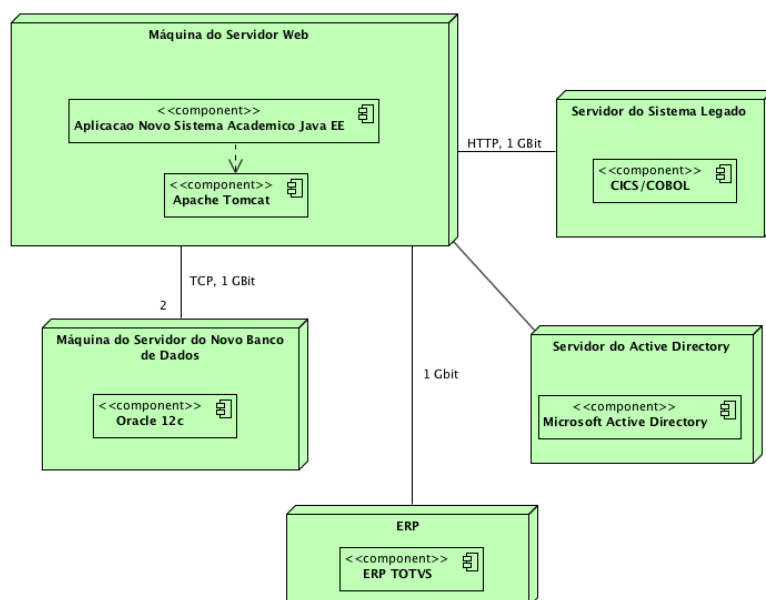 Máquina do Servidor Web
<<component>>
Aplicacao Novo Sistema Academico Java EE
<<component>>
Apache Tomcat
HTTP, 1 GBit
Servidor do Sistema Legado
<<component>>
CICS/COBOL
TCP, 1 GBit
2
Máquina do Servidor do Novo Banco
de Dados
<<component>>
Oracle 12c
1 Gbit
Servidor do Active Directory
<<component>>
Microsoft Active Directory
ERP
<<component>>
ERP TOTVS